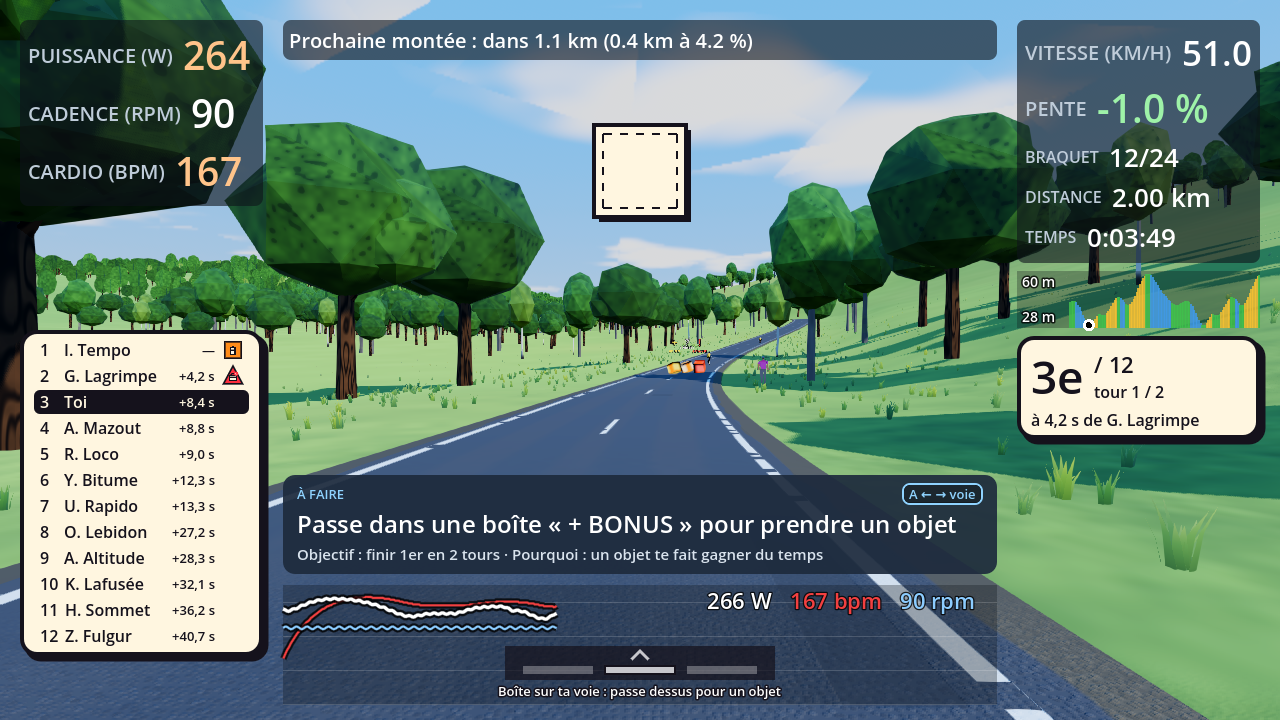 PUISSANCE (W) 264
CADENCE (RPM) 90
CARDIO (BPM) 167
Prochaine montée : dans 1.1 km (0.4 km à 4.2 %)
VITESSE (KM/H) 51.0
PENTE -1.0 %
BRAQUET 12/24
DISTANCE 2.00 km
TEMPS 0:03:49
60 m
28 m
3e / 12
tour 1 / 2
à 4,2 s de G. Lagrimpe
1 I. Tempo —
2 G. Lagrimpe +4,2 s
3 Toi +8,4 s
4 A. Mazout +8,8 s
5 R. Loco +9,0 s
6 Y. Bitume +12,3 s
7 U. Rapido +13,3 s
8 O. Lebidon +27,2 s
9 A. Altitude +28,3 s
10 K. Lafusée +32,1 s
11 H. Sommet +36,2 s
12 Z. Fulgur +40,7 s
À FAIRE
A ← → voie
Passe dans une boîte « + BONUS » pour prendre un objet
Objectif : finir 1er en 2 tours · Pourquoi : un objet te fait gagner du temps
266 W 167 bpm 90 rpm
Boîte sur ta voie : passe dessus pour un objet